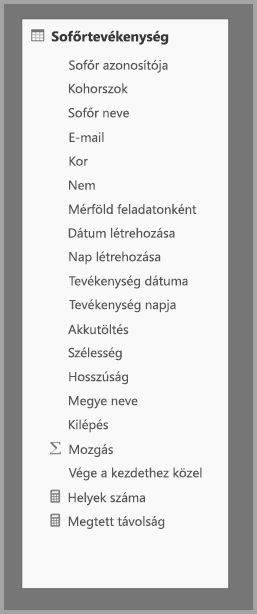 Sofőrtevékenység
Sofőr azonosítója
Kohorszok
Sofőr neve
E-mail
Kor
Nem
Mérföld feladatonként
Dátum létrehozása
Nap létrehozása
Tevékenység dátuma
Tevékenység napja
Akkutöltés
Szélesség
Hosszúság
Megye neve
Kilépés
Mozgás
Vége a kezdethez közel
Helyek száma
Megtett távolság